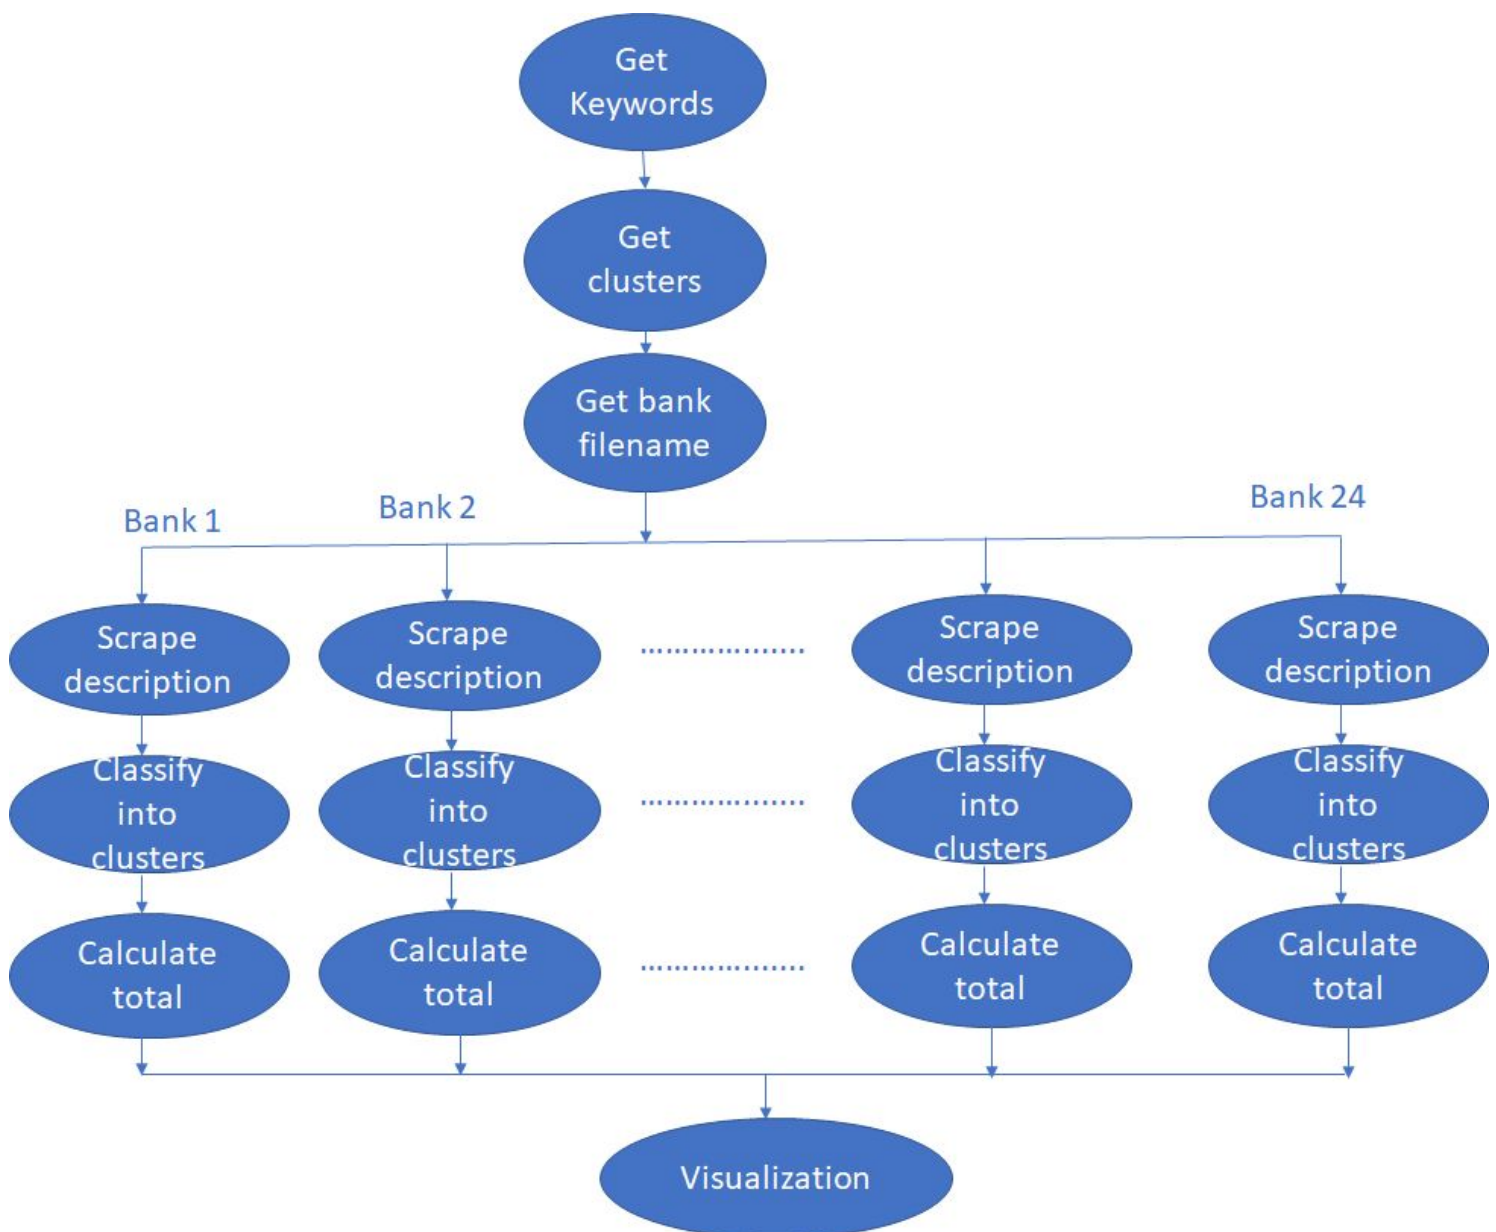 Get
Keywords
Get
clusters
Get bank
filename
Bank 1
Bank 2
Bank 24
Scrape
description
Scrape
description
....................
Scrape
description
Scrape
description
Classify
into
clusters
Classify
into
clusters
....................
Classify
into
clusters
Classify
into
clusters
Calculate
total
Calculate
total
....................
Calculate
total
Calculate
total
Visualization